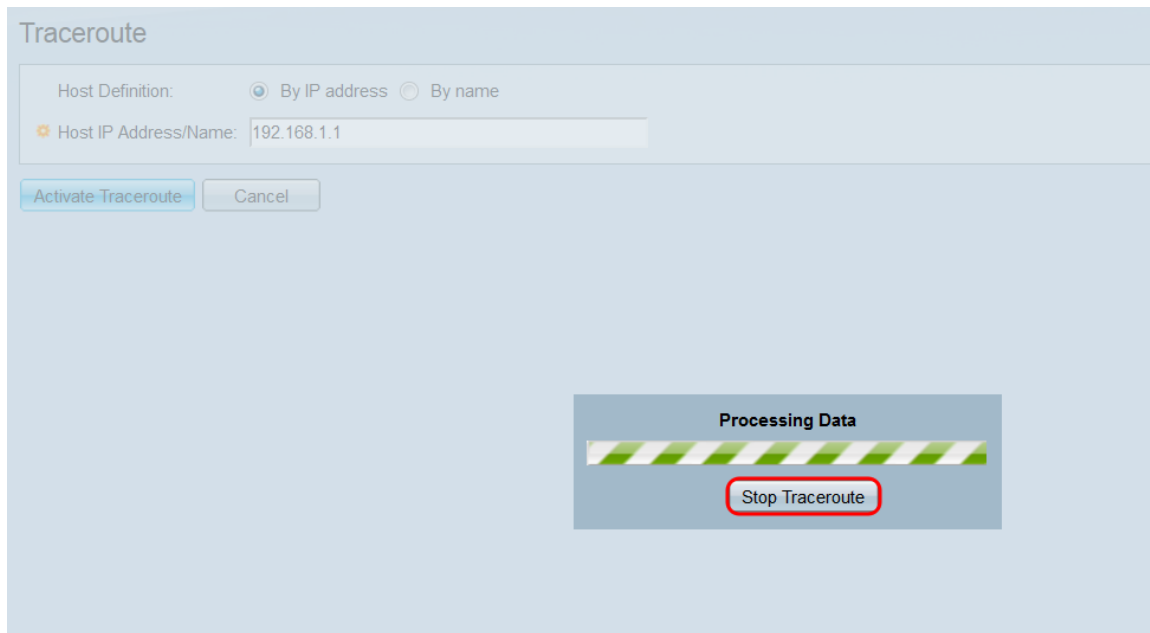 Traceroute
Host Definition: By IP address By name
Host IP Address/Name: 192.168.1.1
Activate Traceroute Cancel
Processing Data
Stop Traceroute